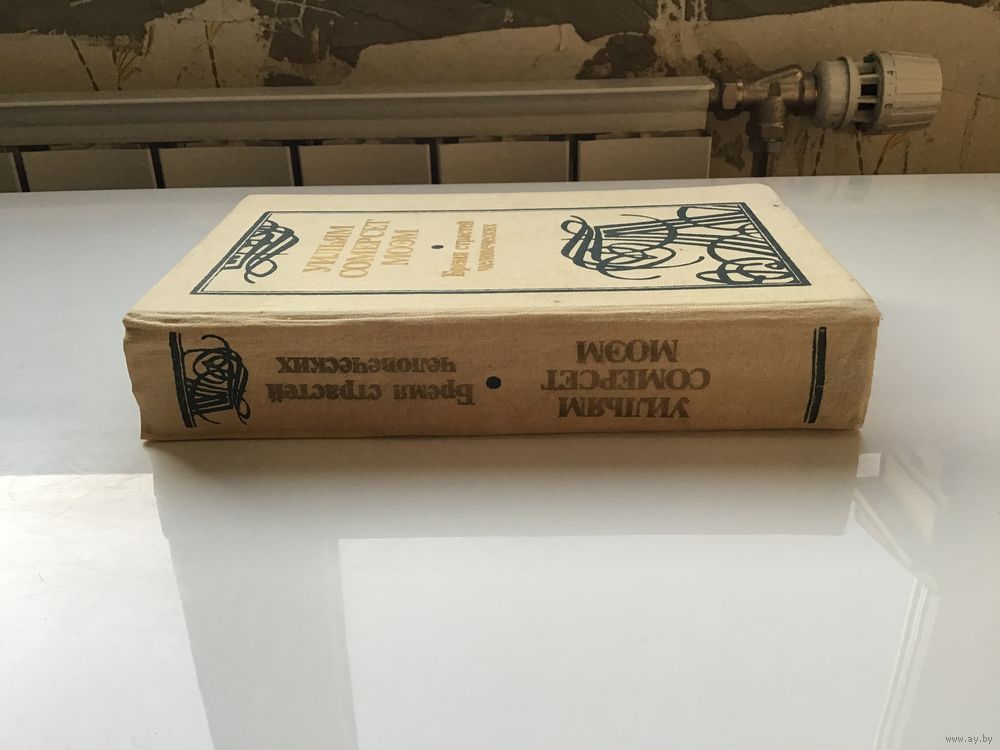 УИЛЬЯМ
СОМЕРСЕТ
МОЭМ
Бремя страстей
человеческих
УИЛЬЯМ
СОМЕРСЕТ
МОЭМ
Бремя страстей
человеческих
www.ay.by